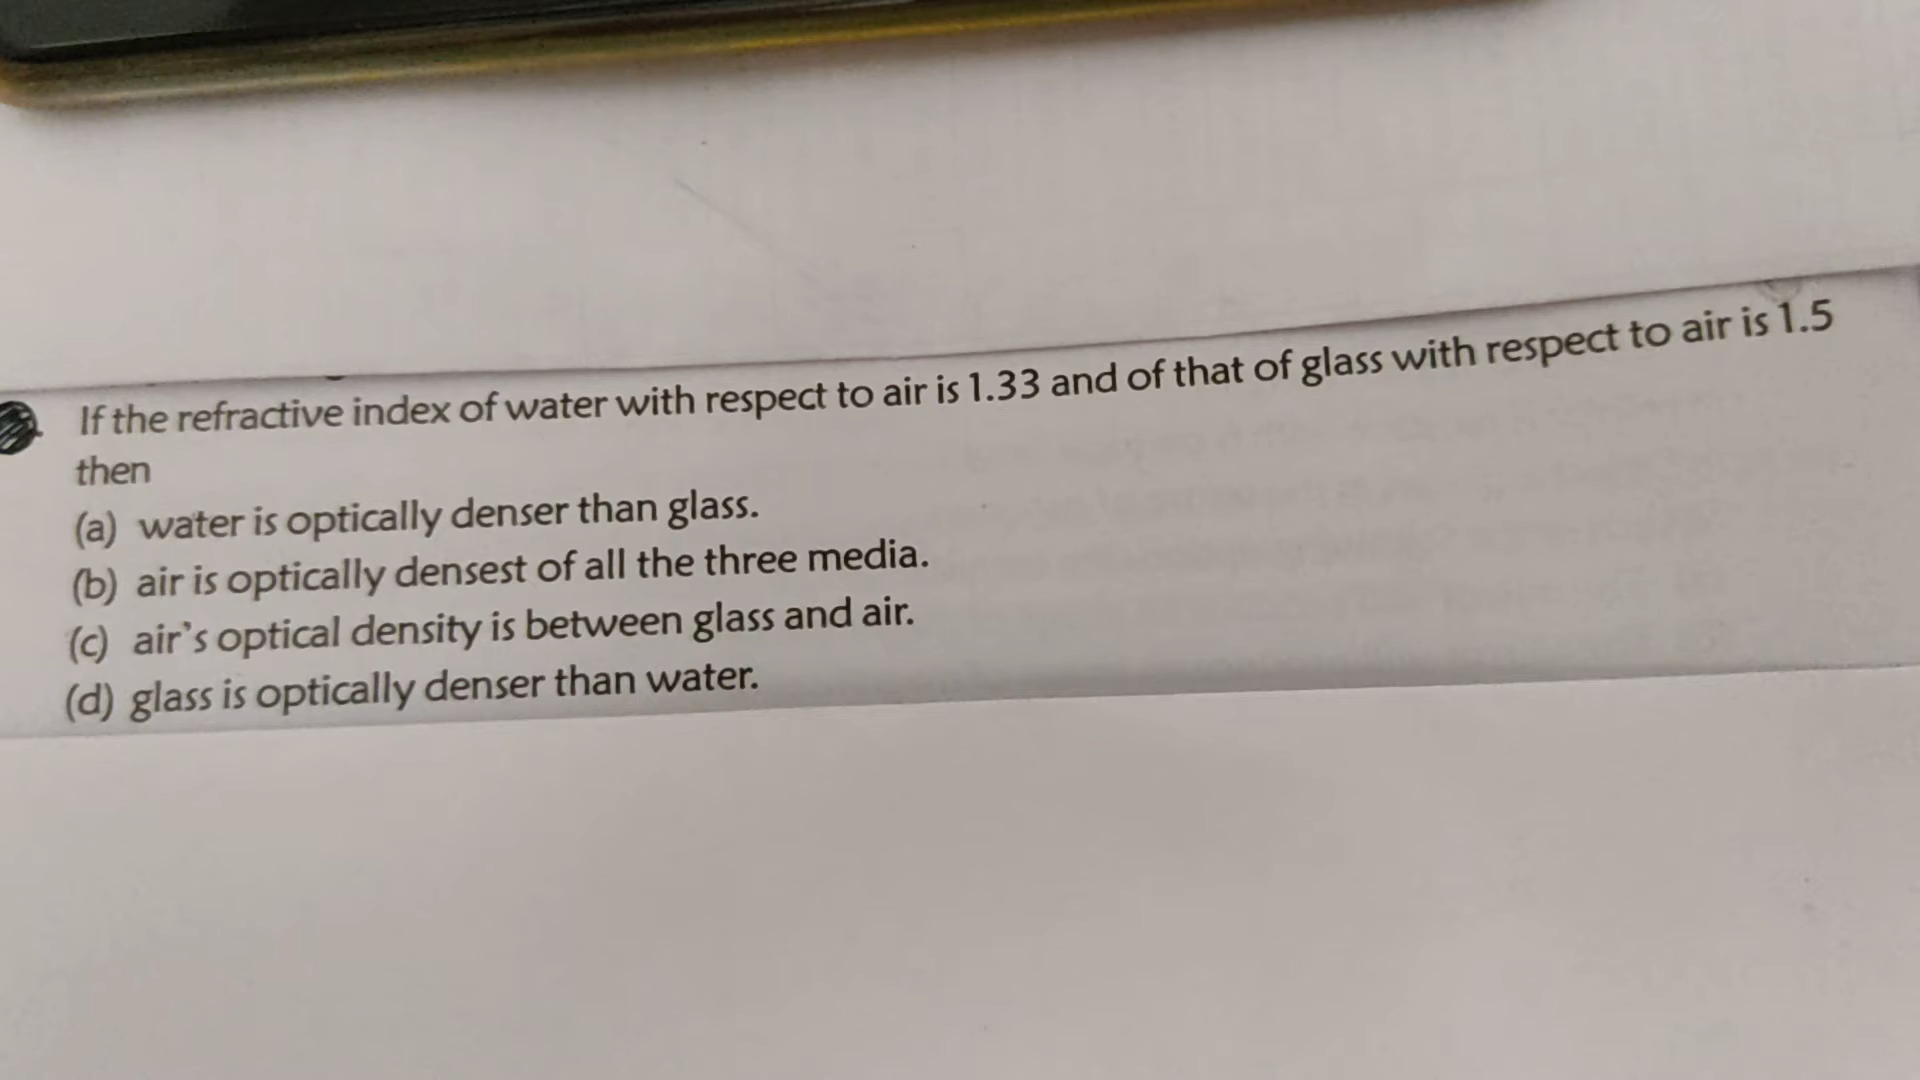 If the refractive index of water with respect to air is 1.33 and of that of glass with respect to air is 1.5
then
(a) water is optically denser than glass.
(b) air is optically densest of all the three media.
(c) air's optical density is between glass and air.
(d) glass is optically denser than water.